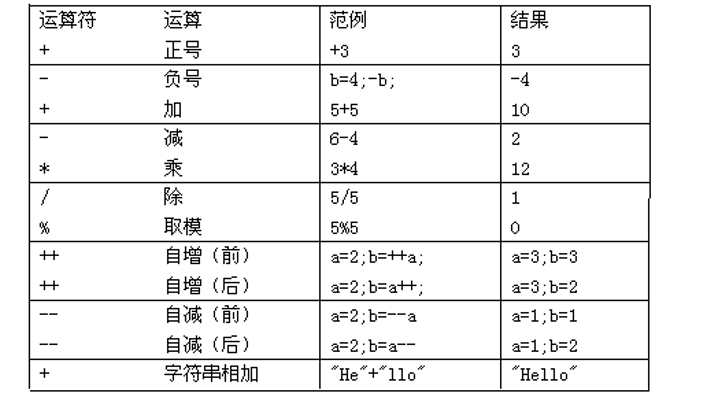 运算符 运算 范例 结果
+ 正号 +3 3
- 负号 b=4;-b; -4
+ 加 5+5 10
- 减 6-4 2
* 乘 3*4 12
/ 除 5/5 1
% 取模 5%5 0
++ 自增（前） a=2;b=++a; a=3;b=3
++ 自增（后） a=2;b=a++; a=3;b=2
-- 自减（前） a=2;b=--a a=1;b=1
-- 自减（后） a=2;b=a-- a=1;b=2
+ 字符串相加 "He"+"llo" "Hello"